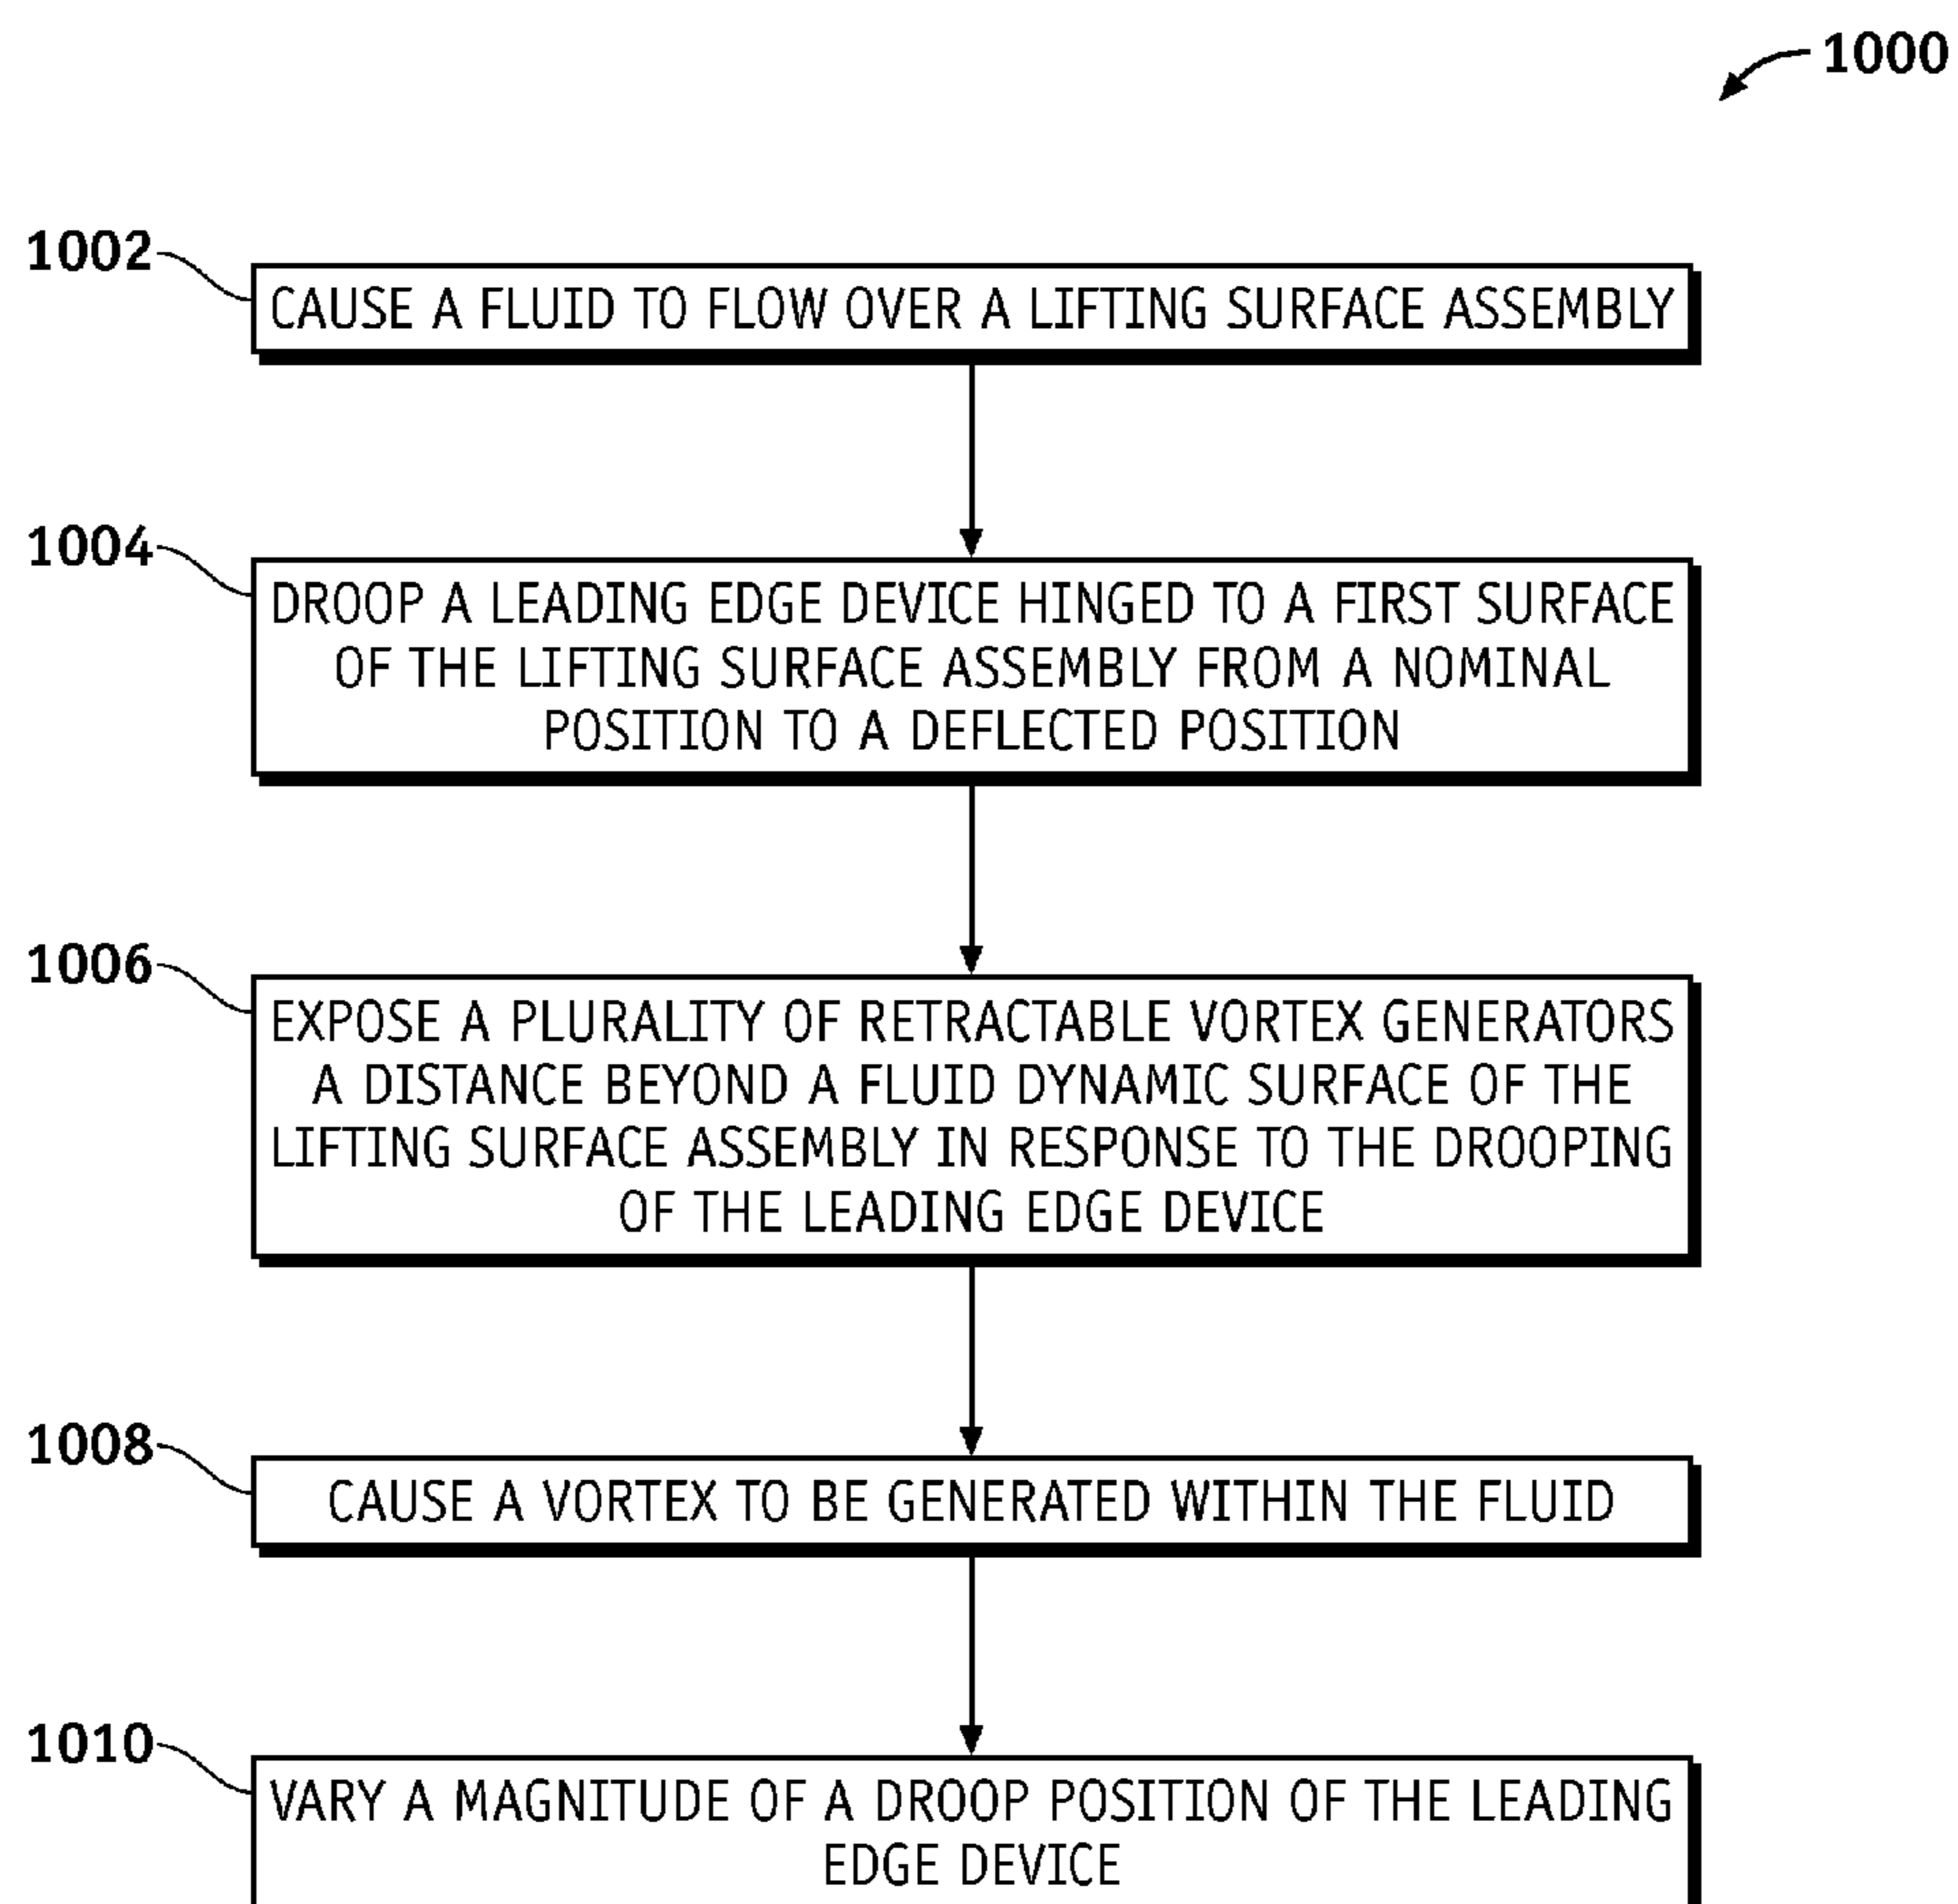 1000
1002
CAUSE A FLUID TO FLOW OVER A LIFTING SURFACE ASSEMBLY
1004
DROOP A LEADING EDGE DEVICE HINGED TO A FIRST SURFACE
OF THE LIFTING SURFACE ASSEMBLY FROM A NOMINAL
POSITION TO A DEFLECTED POSITION
1006
EXPOSE A PLURALITY OF RETRACTABLE VORTEX GENERATORS
A DISTANCE BEYOND A FLUID DYNAMIC SURFACE OF THE
LIFTING SURFACE ASSEMBLY IN RESPONSE TO THE DROOPING
OF THE LEADING EDGE DEVICE
1008
CAUSE A VORTEX TO BE GENERATED WITHIN THE FLUID
1010
VARY A MAGNITUDE OF A DROOP POSITION OF THE LEADING
EDGE DEVICE